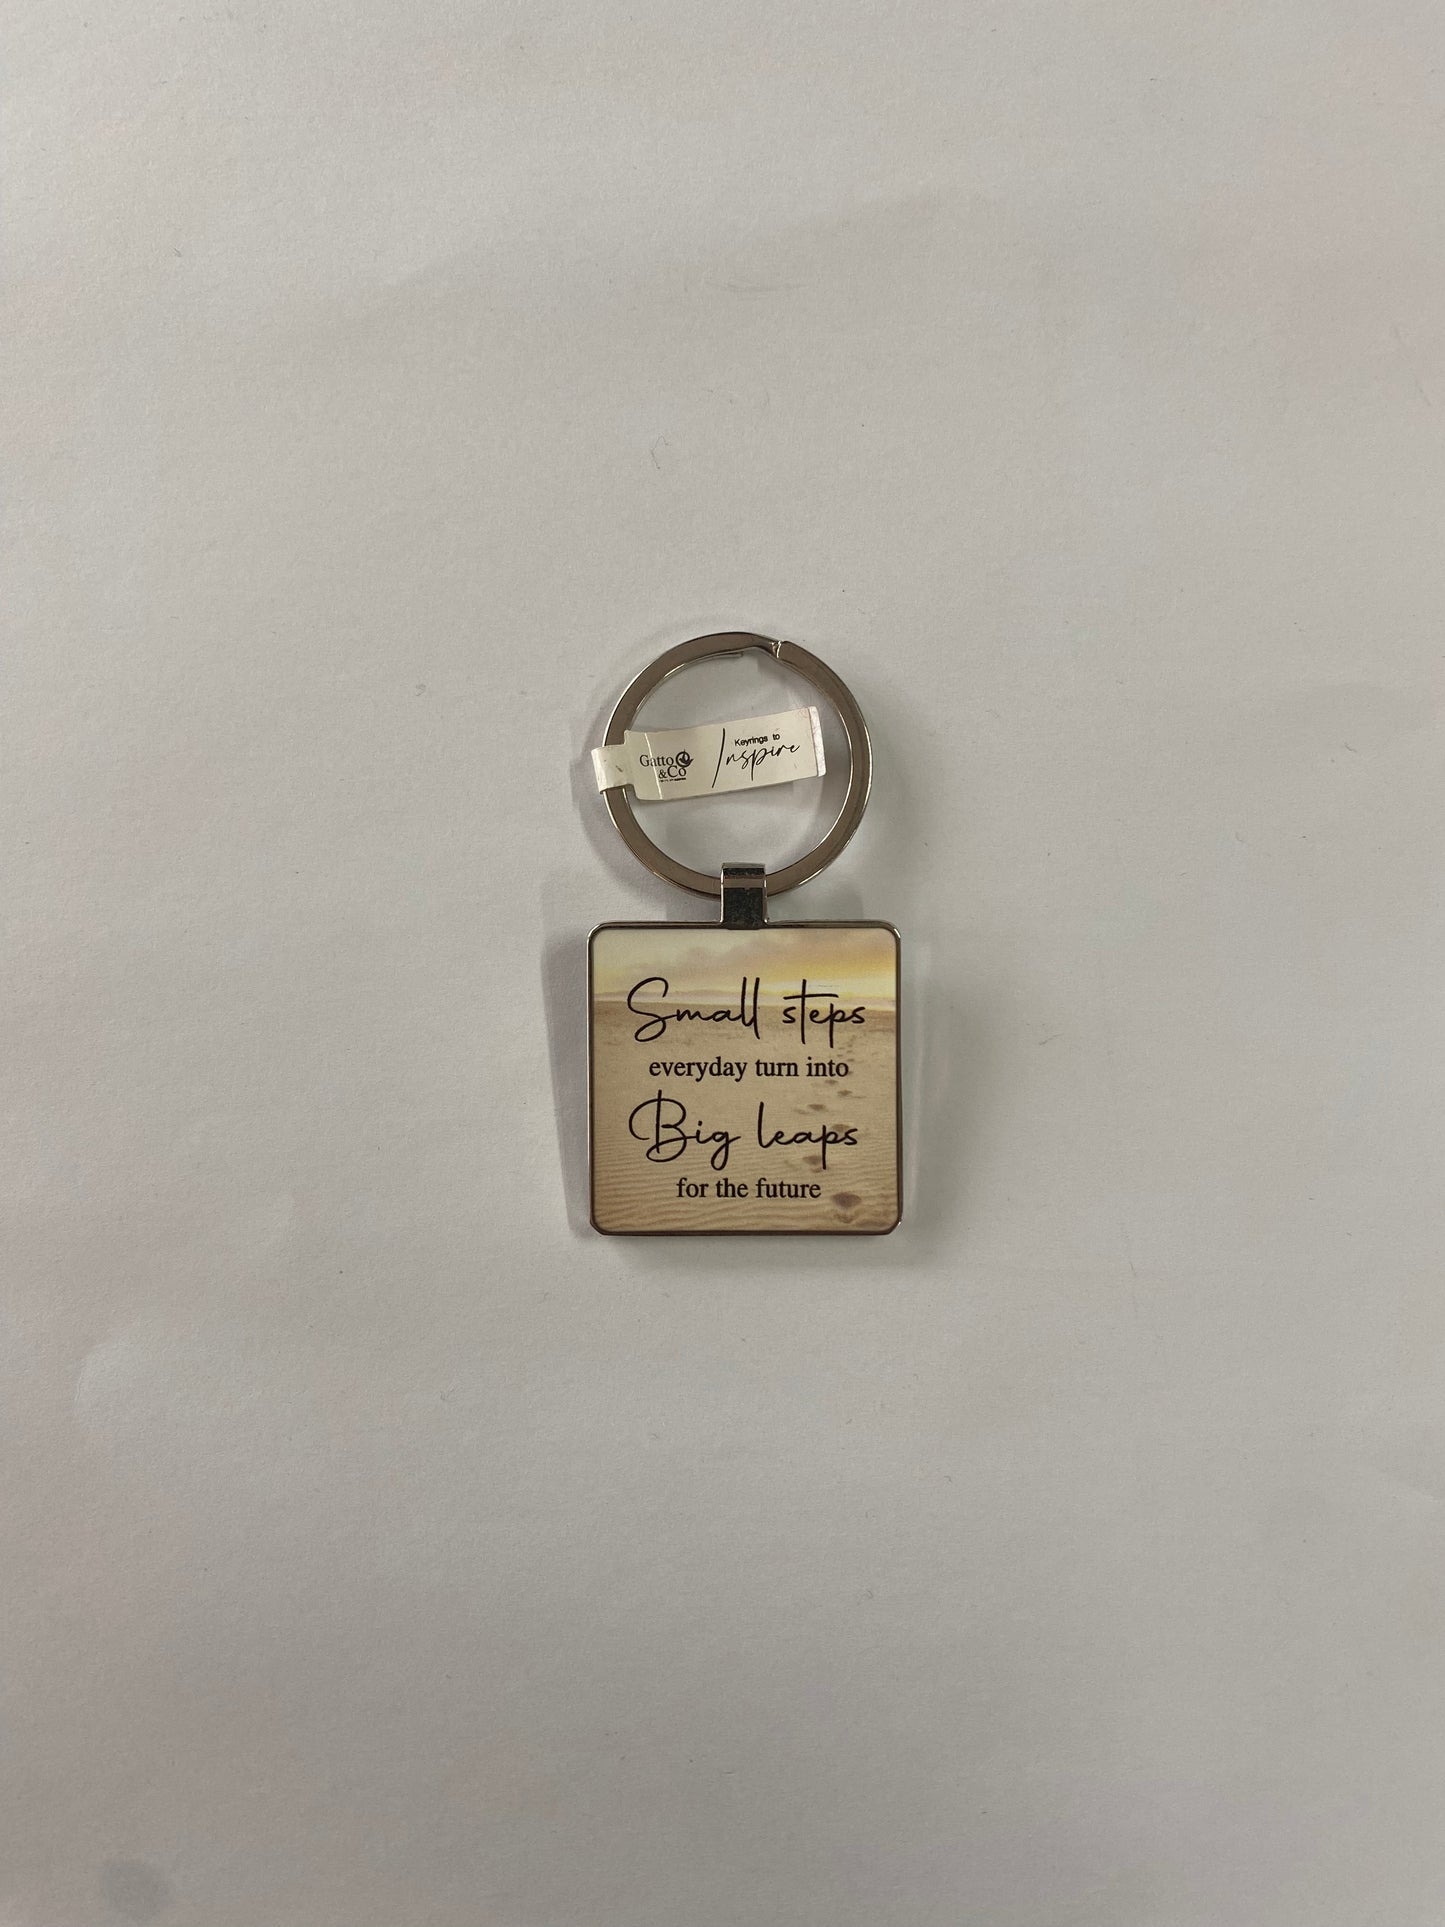 Gatto
&Co
Keyrings to
Inspire
Small steps
everyday turn into
Big leaps
for the future